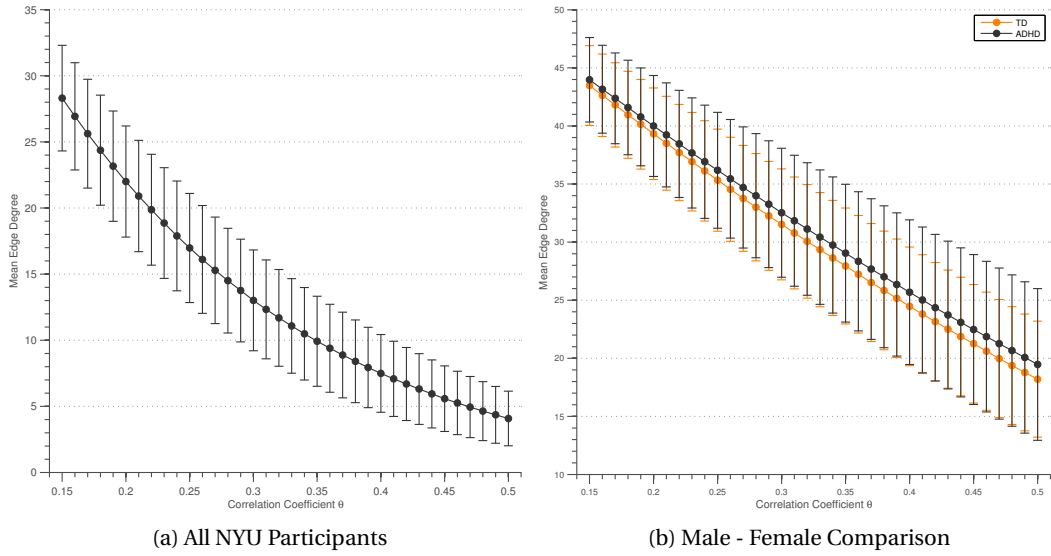 35
30
25
20
15
10
5
0
Mean Edge Degree
0.15 0.2 0.25 0.3 0.35 0.4 0.45 0.5
Correlation Coefficient θ
(a) All NYU Participants
50
45
40
35
30
25
20
15
10
Mean Edge Degree
TD
ADHD
0.15 0.2 0.25 0.3 0.35 0.4 0.45 0.5
Correlation Coefficient θ
(b) Male - Female Comparison